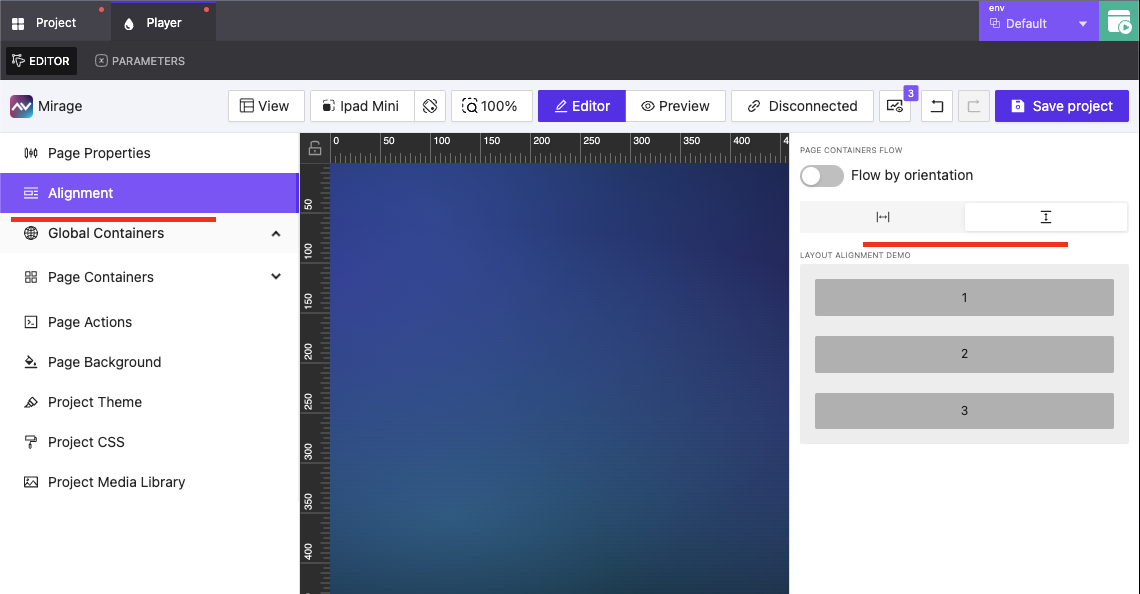 Project
Player
env
Default
EDITOR
PARAMETERS
Mirage
View
Ipad Mini
100%
Editor
Preview
Disconnected
3
Save project
Page Properties
Alignment
Global Containers
Page Containers
Page Actions
Page Background
Project Theme
Project CSS
Project Media Library
0 50 100 150 200 250 300 350 400
50
100
150
200
250
300
350
400
PAGE CONTAINERS FLOW
Flow by orientation
LAYOUT ALIGNMENT DEMO
1
2
3